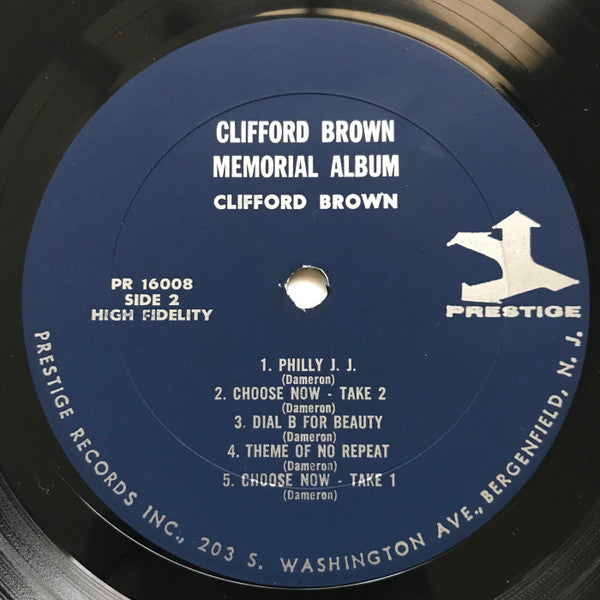 CLIFFORD BROWN
MEMORIAL ALBUM
CLIFFORD BROWN
PR 16008
SIDE 2
HIGH FIDELITY
PRESTIGE
1. PHILLY J. J.
(Dameron)
2. CHOOSE NOW - TAKE 2
(Dameron)
3. DIAL B FOR BEAUTY
(Dameron)
4. THEME OF NO REPEAT
(Dameron)
5. CHOOSE NOW - TAKE 1
(Dameron)
PRESTIGE RECORDS INC., 203 S. WASHINGTON AVE., BERGENFIELD, N. J.